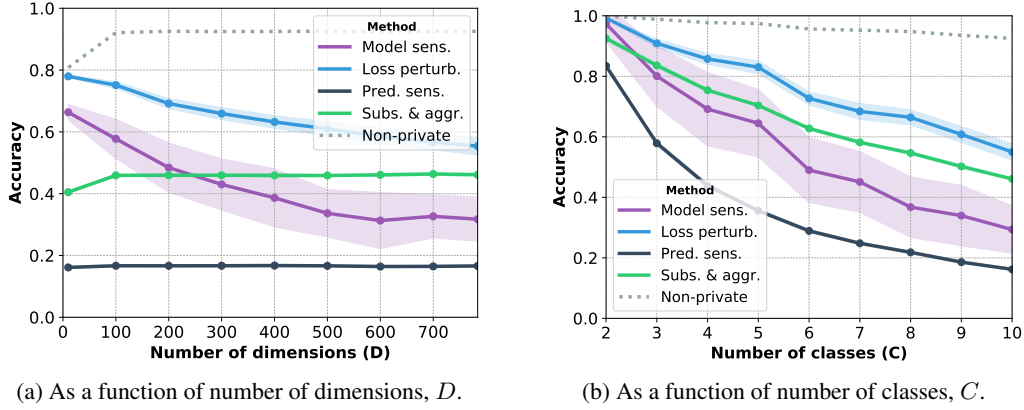 1.0
0.8
0.6
0.4
0.2
0.0
Accuracy
0 100 200 300 400 500 600 700
Number of dimensions (D)
Method
Model sens.
Loss perturb.
Pred. sens.
Subs. & aggr.
Non-private
(a) As a function of number of dimensions, D.
1.0
0.8
0.6
0.4
0.2
0.0
Accuracy
2 3 4 5 6 7 8 9 10
Number of classes (C)
Method
Model sens.
Loss perturb.
Pred. sens.
Subs. & aggr.
Non-private
(b) As a function of number of classes, C.